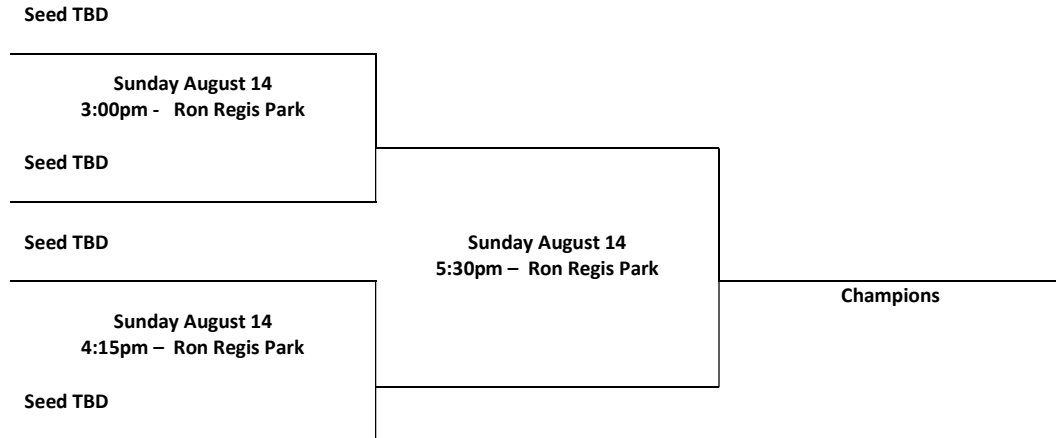 Seed TBD
Sunday August 14
3:00pm - Ron Regis Park
Seed TBD
Seed TBD
Sunday August 14
5:30pm – Ron Regis Park
Champions
Sunday August 14
4:15pm – Ron Regis Park
Seed TBD